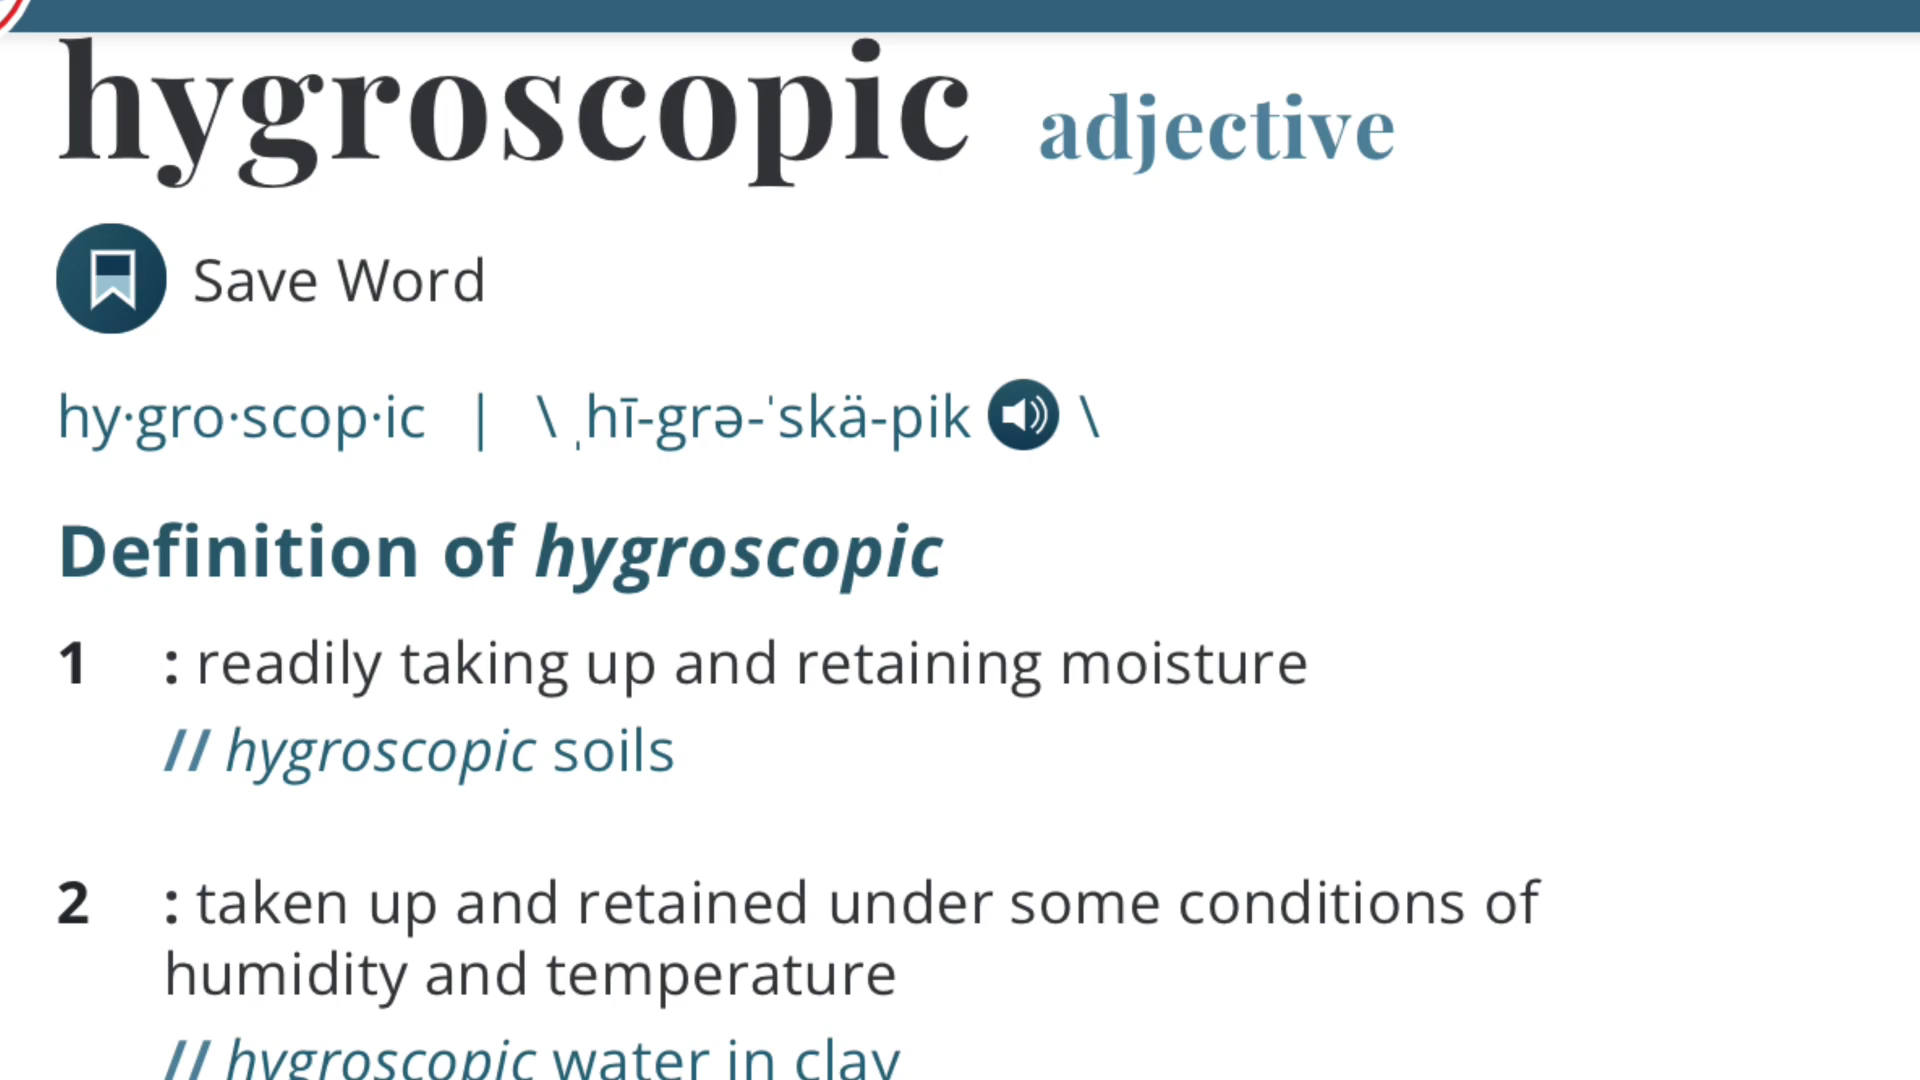 hygroscopic adjective
Save Word
hy·gro·scop·ic | \ ˌhī-grə-ˈskä-pik \
Definition of hygroscopic
1 : readily taking up and retaining moisture
// hygroscopic soils
2 : taken up and retained under some conditions of
humidity and temperature
// hygroscopic water in clay